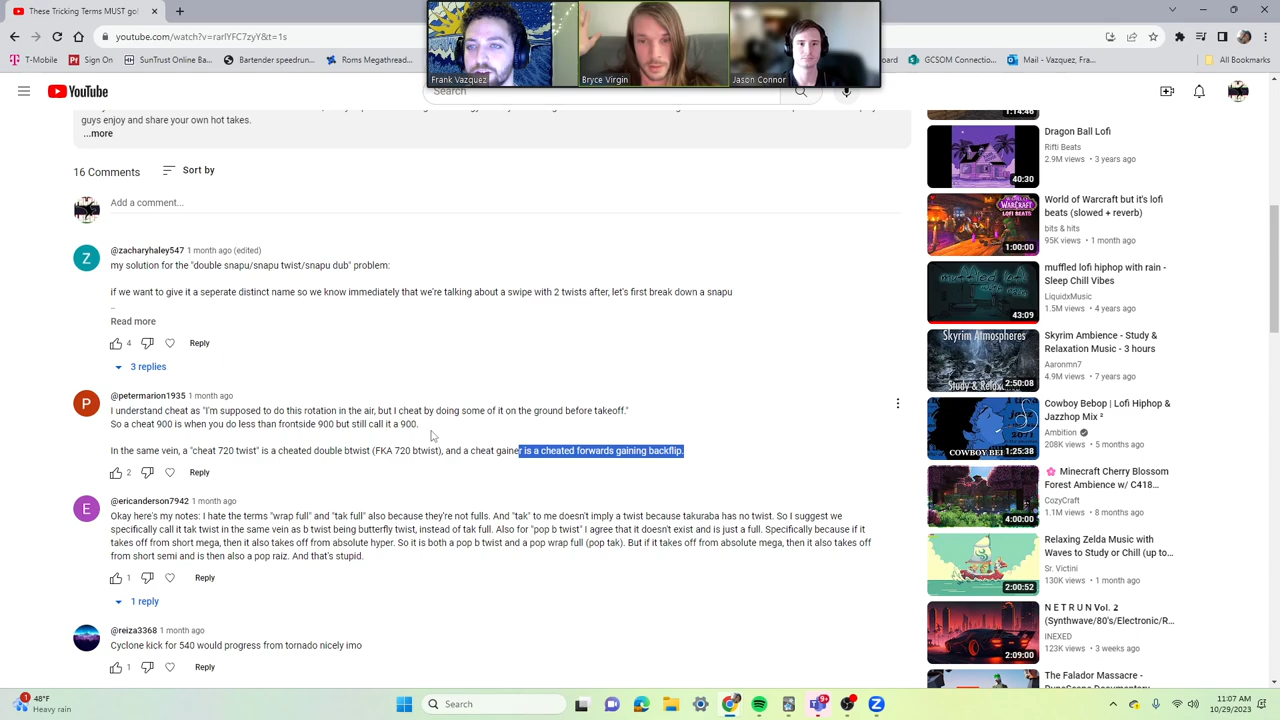 These Tricking Terms MUST go!
youtube.com/watch?v=rarIYFC7zyY&t=1s
T-Mobile
PI System
SunTrust Online Ba
Bartender speedrun...
Roms Megathread...
GCSOM Connectio...
Mail - Vazquez, Fra...
All Bookmarks
Frank Vazquez
Bryce Virgin
Jason Connor
YouTube
Search
guys enjoy and share your own hot takes.
...more
16 Comments
Sort by
Add a comment...
@zacharyhaley547 1 month ago (edited)
my solution for the "double snapu/snapu twist/snapu dub" problem:
if we want to give it a seperate distinct name so we know immediately that we're talking about a swipe with 2 twists after, let's first break down a snapu
..
Read more
4
Reply
3 replies
@petermarion1935 1 month ago
I understand cheat as "I'm supposed to do this rotation in the air, but I cheat by doing some of it on the ground before takeoff."
So a cheat 900 is when you do less than frontside 900 but still call it a 900.
In the same vein, a "cheat 720 twist" is a cheated double btwist (FKA 720 btwist), and a cheat gainer is a cheated forwards gaining backflip.
2
Reply
@ericanderson7942 1 month ago
Okay here's my notes: I hate the terms "wrap full" and "tak full" also because they're not fulls. And "tak" to me doesn't imply a twist because takuraba has no twist. So I suggest we
specifically call it tak twist in the same vein as b twist being butterfly twist, instead of tak full. Also for "pop b twist" I agree that it doesn't exist and is just a full. Specifically because if it
takes off from short mega, then it also takes off from absolute hyper. So it is both a pop b twist and a pop wrap full (pop tak). But if it takes off from absolute mega, then it also takes off
from short semi and is then also a pop raiz. And that's stupid.
1
Reply
1 reply
@reiza3368 1 month ago
Cyclone kick for 540 would progress from tornado nicely imo
1
Reply
1:14:46
Dragon Ball Lofi
Rifti Beats
2.9M views • 3 years ago
40:30
World of Warcraft but it's lofi
beats (slowed + reverb)
bits & hits
95K views • 1 month ago
WORLD WARCRAFT
LOFI BEATS
1:00:00
muffled lofi hiphop with rain -
Sleep Chill Vibes
LiquidxMusic
1.5M views • 4 years ago
43:09
Skyrim Ambience - Study &
Relaxation Music - 3 hours
Aaronmn7
4.9M views • 7 years ago
Skyrim Atmospheres
Study & Relaxation
2:50:08
Cowboy Bebop | Lofi Hiphop &
Jazzhop Mix ²
Ambition
208K views • 5 months ago
COWBOY BEBOP
1:25:38
🌸 Minecraft Cherry Blossom
Forest Ambience w/ C418...
CozyCraft
1.1M views • 8 months ago
4:00:00
Relaxing Zelda Music with
Waves to Study or Chill (up to...
Sr. Victini
130K views • 1 month ago
2:00:52
N E T R U N Vol. 2
(Synthwave/80's/Electronic/R...
INEXED
123K views • 3 weeks ago
2:09:00
The Falador Massacre -
RuneScape Documentary
1
48°F
Heavy rain
Search
9+
11:07 AM
10/29/2023